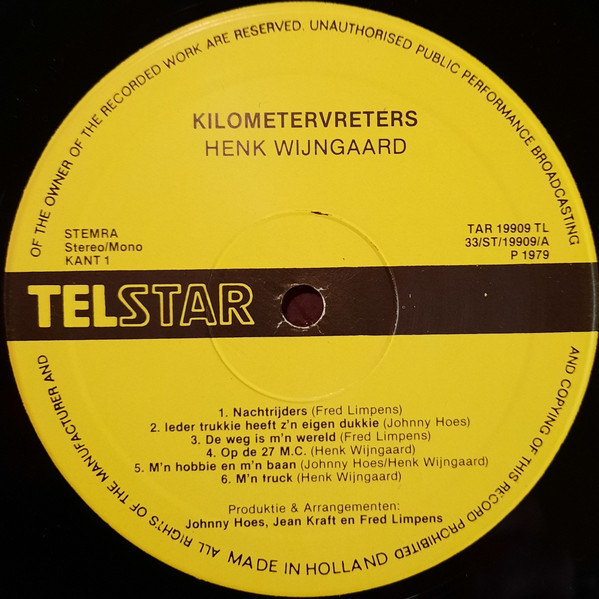 ALL RIGHTS OF THE MANUFACTURER AND OF THE OWNER OF THE RECORDED WORK ARE RESERVED. UNAUTHORISED PUBLIC PERFORMANCE BROADCASTING AND COPYING OF THIS RECORD PROHIBITED
KILOMETERVRETERS
HENK WIJNGAARD
STEMRA
Stereo/Mono
KANT 1
TAR 19909 TL
33/ST/19909/A
P 1979
TELSTAR
1. Nachtrijders (Fred Limpens)
2. Ieder trukkie heeft z'n eigen dukkie (Johnny Hoes)
3. De weg is m'n wereld (Fred Limpens)
4. Op de 27 M.C. (Henk Wijngaard)
5. M'n hobbie en m'n baan (Johnny Hoes/Henk Wijngaard)
6. M'n truck (Henk Wijngaard)
Produktie & Arrangementen:
Johnny Hoes, Jean Kraft en Fred Limpens
MADE IN HOLLAND